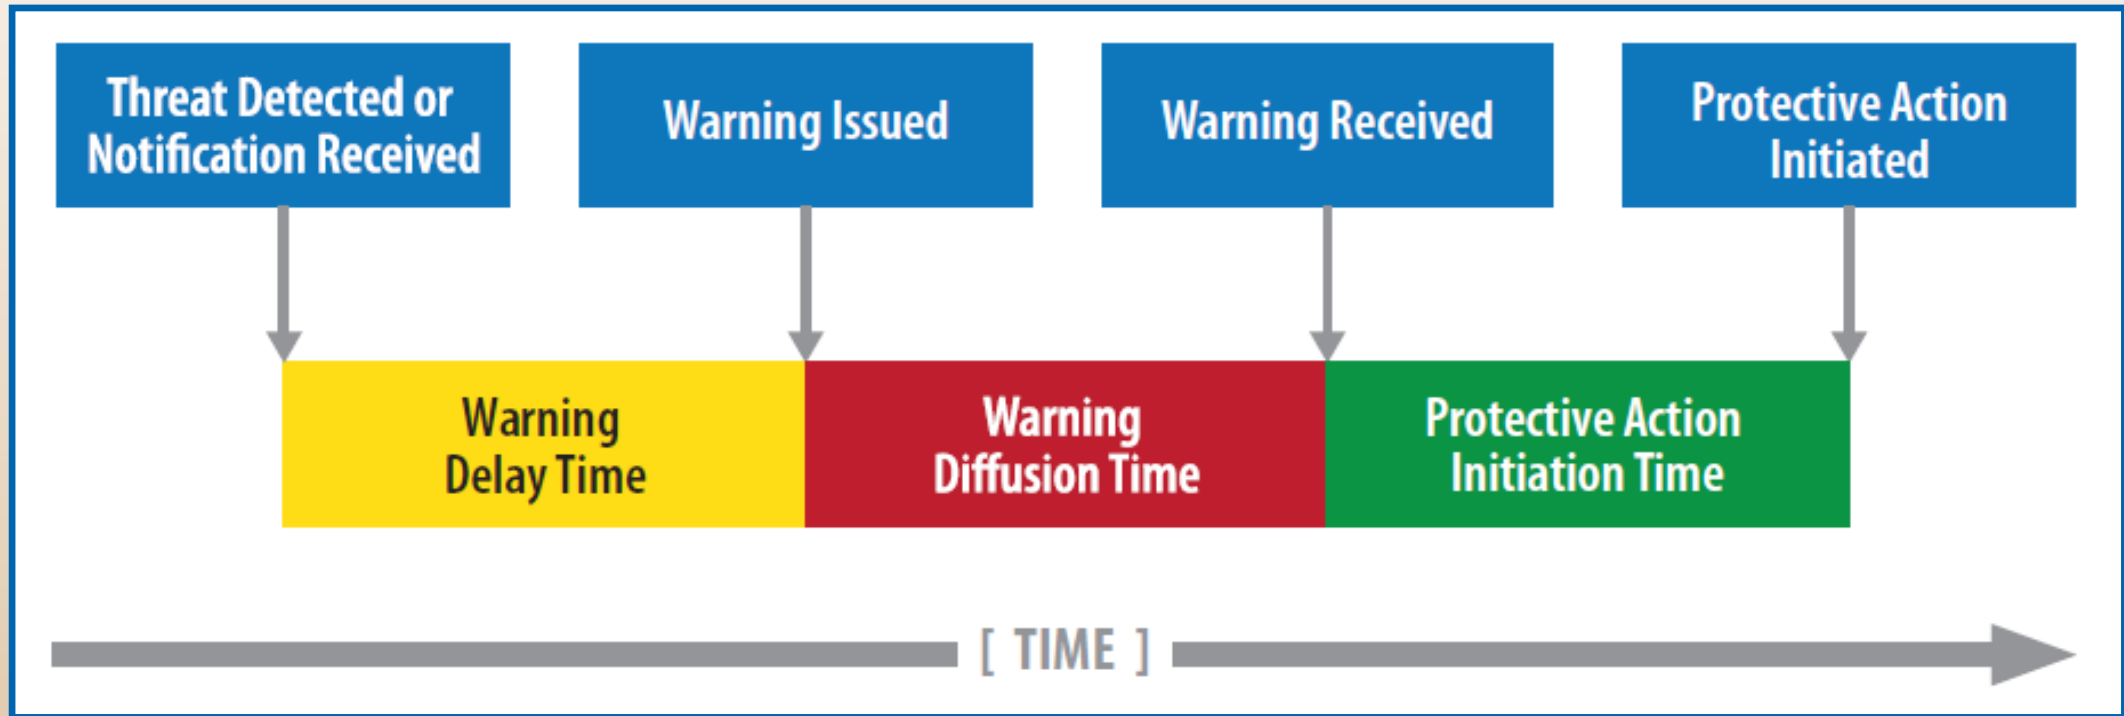 Threat Detected or
Notification Received
Warning Issued
Warning Received
Protective Action
Initiated
Warning
Delay Time
Warning
Diffusion Time
Protective Action
Initiation Time
[ TIME ]